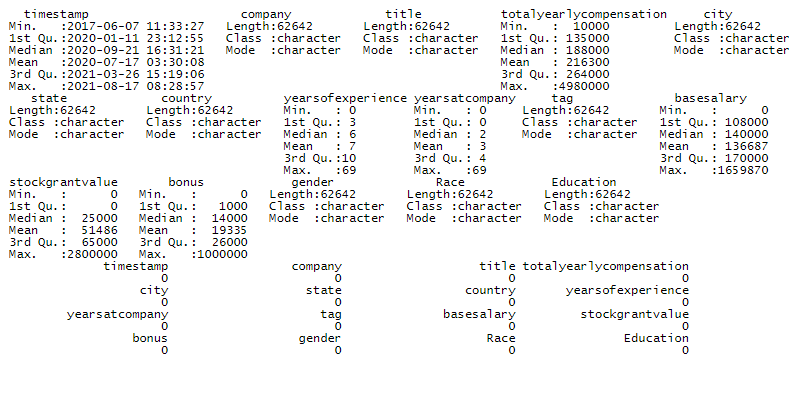 timestamp company title totalyearlycompensation city
Min.   :2017-06-07 11:33:27 Length:62642 Length:62642 Min.   :  10000 Length:62642
1st Qu.:2020-01-11 23:12:55 Class :character Class :character 1st Qu.: 135000 Class :character
Median :2020-09-21 16:31:21 Mode  :character Mode  :character Median : 188000 Mode  :character
Mean   :2020-07-17 03:30:08 Mean   : 216300
3rd Qu.:2021-03-26 15:19:06 3rd Qu.: 264000
Max.   :2021-08-17 08:28:57 Max.   :4980000
state country yearsofexperience yearsatcompany tag basesalary
Length:62642 Length:62642 Min.   : 0 Min.   : 0 Length:62642 Min.   :      0
Class :character Class :character 1st Qu.: 3 1st Qu.: 0 Class :character 1st Qu.: 108000
Mode  :character Mode  :character Median : 6 Median : 2 Mode  :character Median : 140000
Mean   : 7 Mean   : 3 Mean   : 136687
3rd Qu.:10 3rd Qu.: 4 3rd Qu.: 170000
Max.   :69 Max.   :69 Max.   :1659870
stockgrantvalue bonus gender Race Education
Min.   :      0 Min.   :      0 Length:62642 Length:62642 Length:62642
1st Qu.:      0 1st Qu.:   1000 Class :character Class :character Class :character
Median :  25000 Median :  14000 Mode  :character Mode  :character Mode  :character
Mean   :  51486 Mean   :  19335
3rd Qu.:  65000 3rd Qu.:  26000
Max.   :2800000 Max.   :1000000
timestamp company title totalyearlycompensation
0 0 0 0
city state country yearsofexperience
0 0 0 0
yearsatcompany tag basesalary stockgrantvalue
0 0 0 0
bonus gender Race Education
0 0 0 0